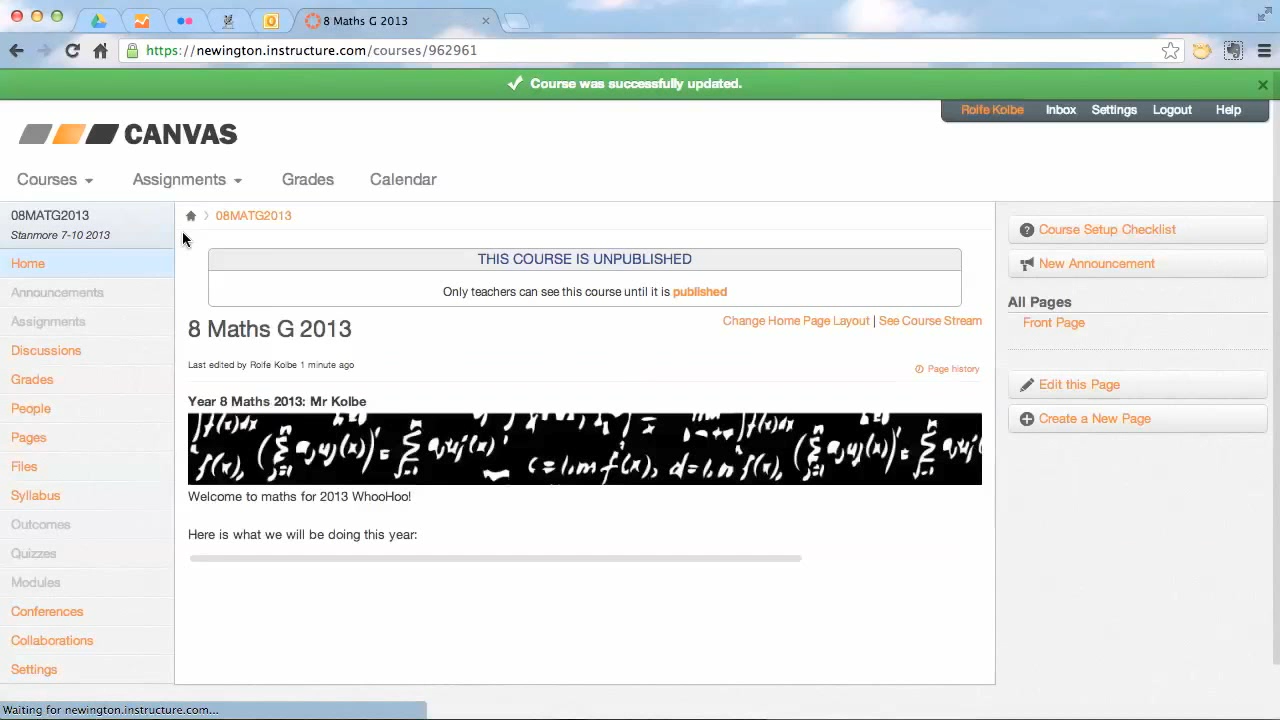 8 Maths G 2013
https://newington.instructure.com/courses/962961
Course was successfully updated.
Rolfe Kolbe Inbox Settings Logout Help
CANVAS
Courses Assignments Grades Calendar
08MATG2013
Stanmore 7-10 2013
Home
Announcements
Assignments
Discussions
Grades
People
Pages
Files
Syllabus
Outcomes
Quizzes
Modules
Conferences
Collaborations
Settings
08MATG2013
THIS COURSE IS UNPUBLISHED
Only teachers can see this course until it is published
8 Maths G 2013
Change Home Page Layout | See Course Stream
Last edited by Rolfe Kolbe 1 minute ago
Page history
Year 8 Maths 2013: Mr Kolbe
Welcome to maths for 2013 WhooHoo!
Here is what we will be doing this year:
Course Setup Checklist
New Announcement
All Pages
Front Page
Edit this Page
Create a New Page
Waiting for newington.instructure.com...